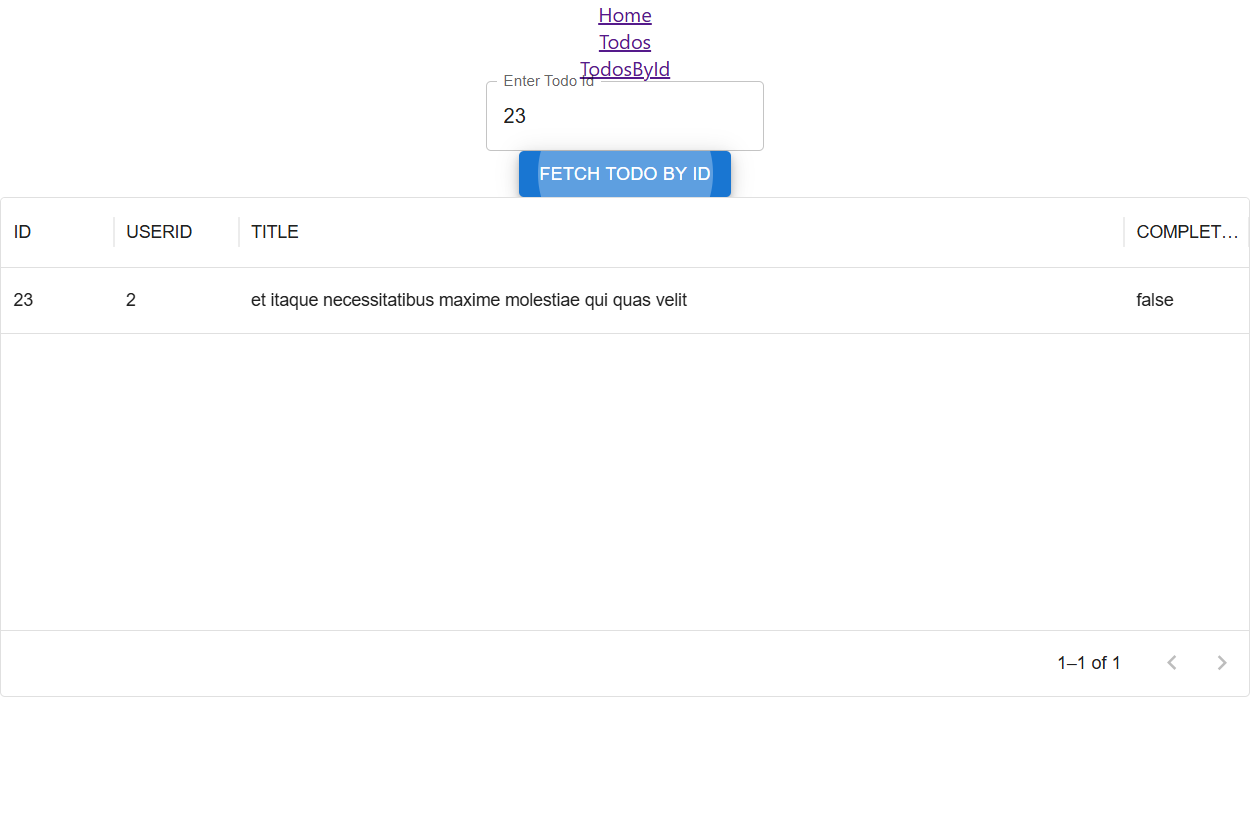 Home
Todos
TodosById
Enter Todo Id
23
FETCH TODO BY ID
ID USERID TITLE COMPLET...
23 2 et itaque necessitatibus maxime molestiae qui quas velit false
1–1 of 1